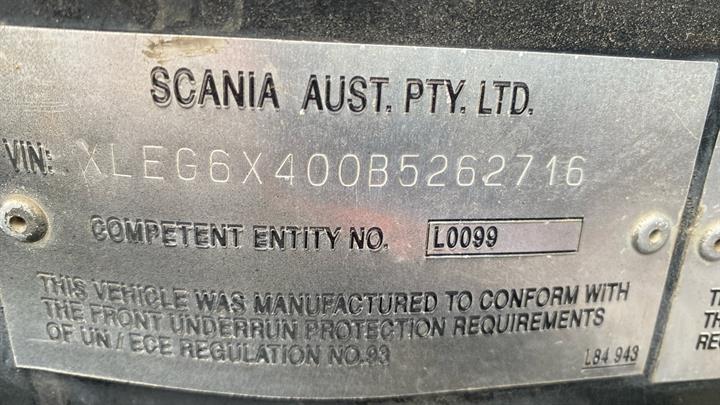 SCANIA AUST. PTY. LTD.
VIN: XLEG6X400B5262716
COMPETENT ENTITY NO. L0099
THIS VEHICLE WAS MANUFACTURED TO CONFORM WITH
THE FRONT UNDERRUN PROTECTION REQUIREMENTS
OF UN / ECE REGULATION NO.93
L84 943